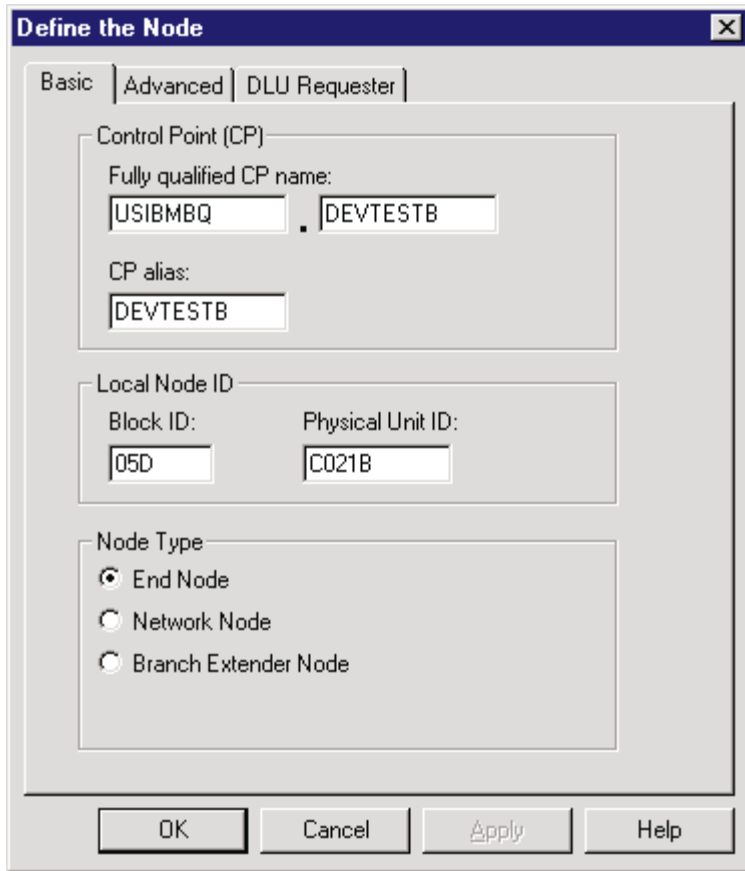 Define the Node
Basic Advanced DLU Requester
Control Point (CP)
Fully qualified CP name:
USIBMBQ . DEVTESTB
CP alias:
DEVTESTB
Local Node ID
Block ID: Physical Unit ID:
05D C021B
Node Type
End Node
Network Node
Branch Extender Node
OK Cancel Apply Help